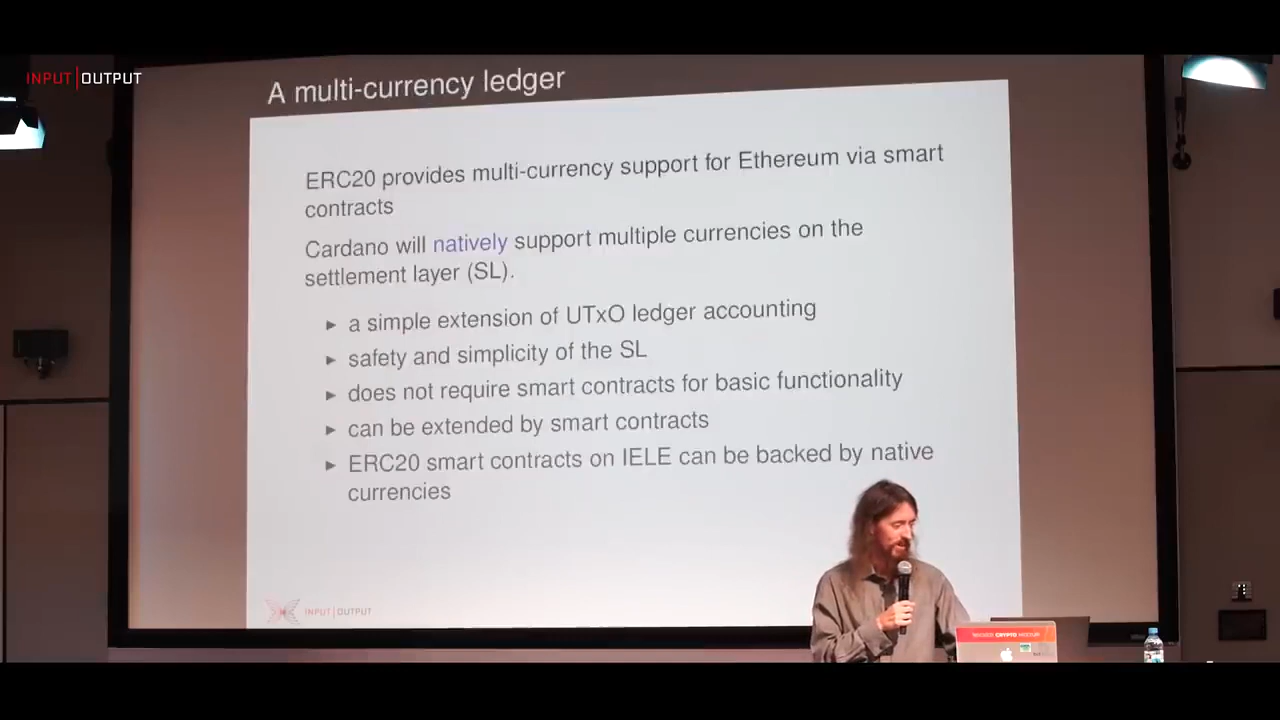 INPUT|OUTPUT
A multi-currency ledger
ERC20 provides multi-currency support for Ethereum via smart
contracts
Cardano will natively support multiple currencies on the
settlement layer (SL).
► a simple extension of UTxO ledger accounting
► safety and simplicity of the SL
► does not require smart contracts for basic functionality
► can be extended by smart contracts
► ERC20 smart contracts on IELE can be backed by native
currencies
INPUT|OUTPUT
CRYPTO